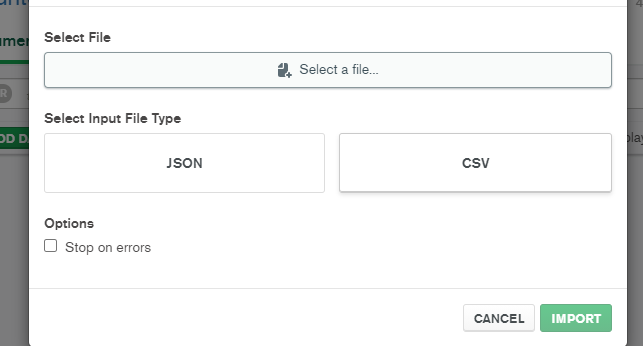 Select File
Select a file...
Select Input File Type
JSON
CSV
Options
Stop on errors
CANCEL
IMPORT